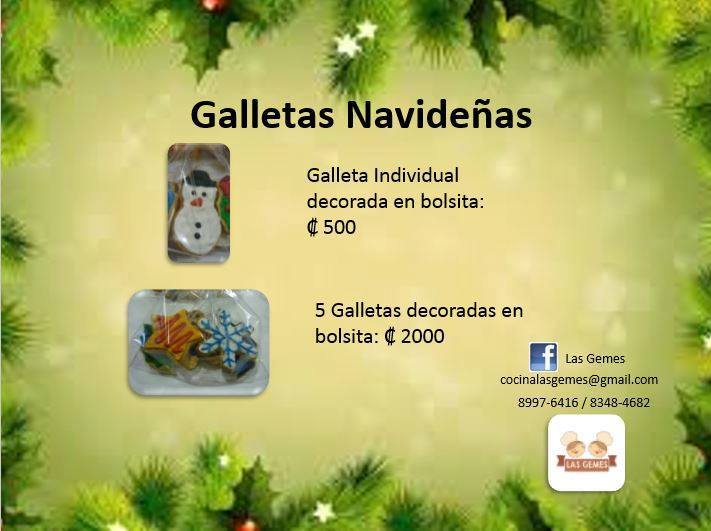 Galletas Navideñas
Galleta Individual
decorada en bolsita:
₡ 500
5 Galletas decoradas en
bolsita: ₡ 2000
f Las Gemes
cocinalasgemes@gmail.com
8997-6416 / 8348-4682
LAS GEMES